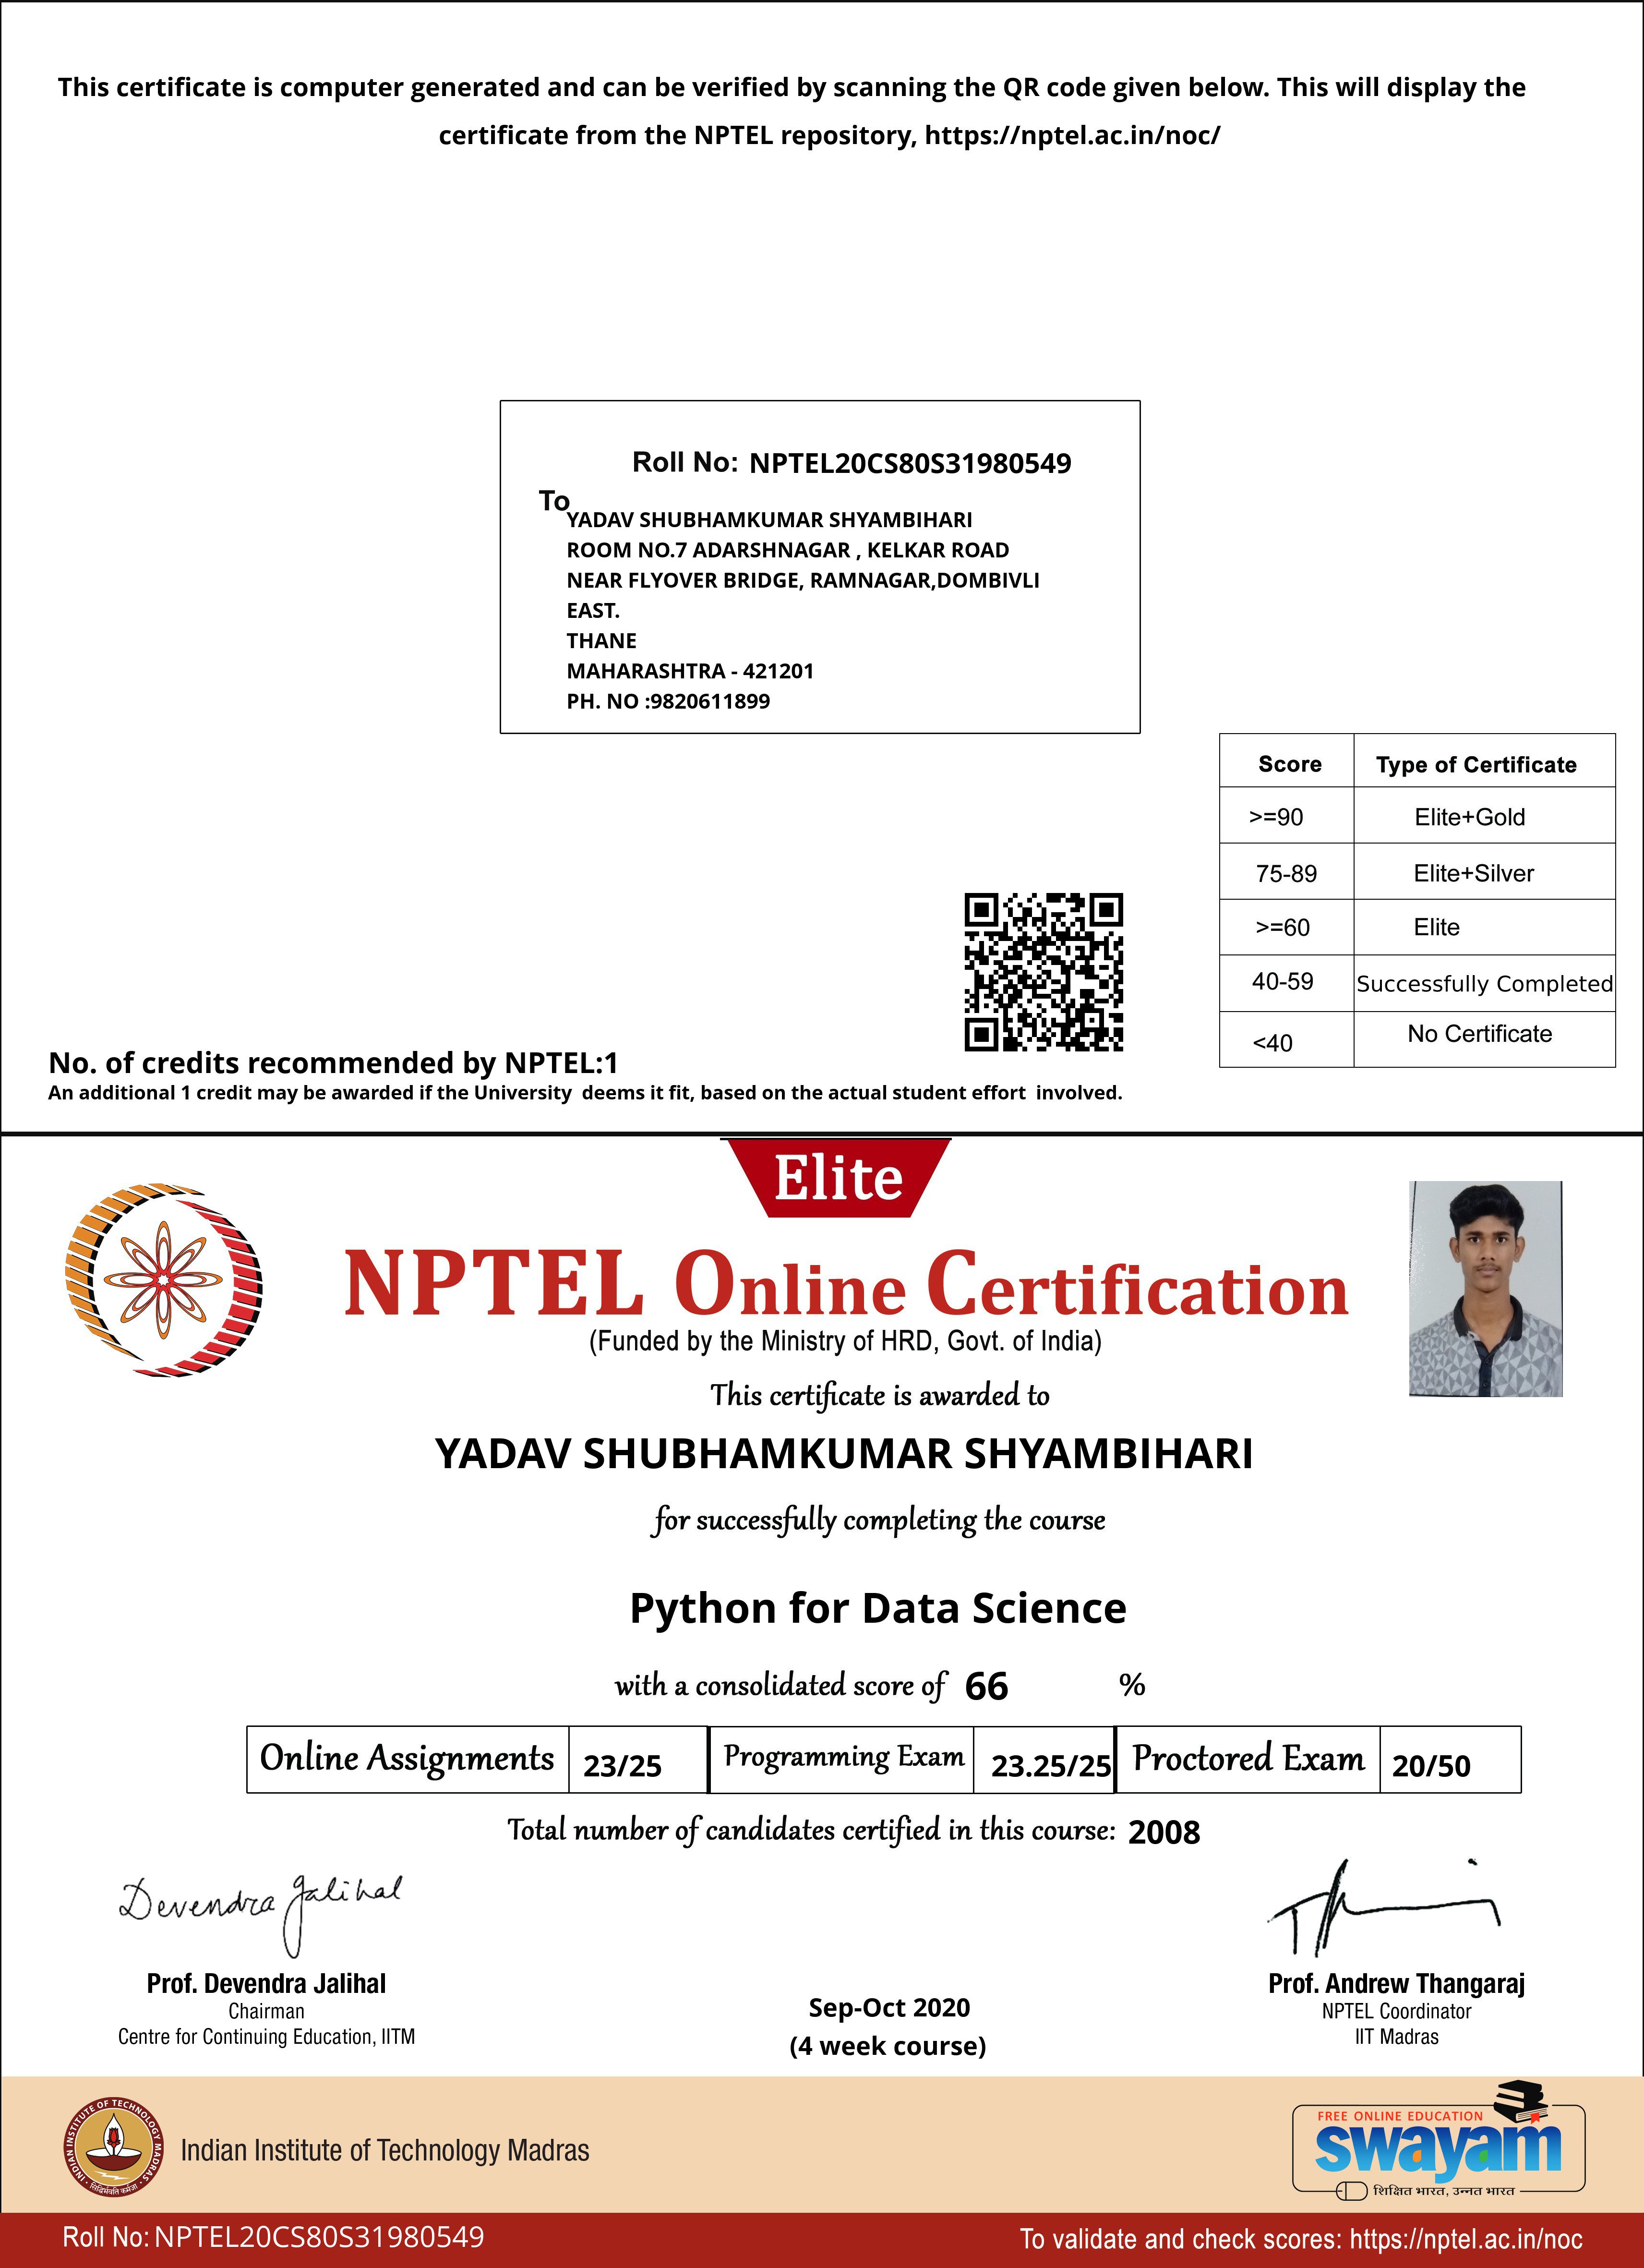 This certificate is computer generated and can be verified by scanning the QR code given below. This will display the
certificate from the NPTEL repository, https://nptel.ac.in/noc/
Roll No: NPTEL20CS80S31980549
To
YADAV SHUBHAMKUMAR SHYAMBIHARI
ROOM NO.7 ADARSHNAGAR , KELKAR ROAD
NEAR FLYOVER BRIDGE, RAMNAGAR,DOMBIVLI
EAST.
THANE
MAHARASHTRA - 421201
PH. NO :9820611899
Score Type of Certificate
>=90 Elite+Gold
75-89 Elite+Silver
>=60 Elite
40-59 Successfully Completed
<40 No Certificate
No. of credits recommended by NPTEL:1
An additional 1 credit may be awarded if the University deems it fit, based on the actual student effort involved.
Elite
NPTEL Online Certification
(Funded by the Ministry of HRD, Govt. of India)
This certificate is awarded to
YADAV SHUBHAMKUMAR SHYAMBIHARI
for successfully completing the course
Python for Data Science
with a consolidated score of 66 %
Online Assignments 23/25 Programming Exam 23.25/25 Proctored Exam 20/50
Total number of candidates certified in this course: 2008
Devendra Jalihal
Prof. Devendra Jalihal
Chairman
Centre for Continuing Education, IITM
Sep-Oct 2020
(4 week course)
Prof. Andrew Thangaraj
NPTEL Coordinator
IIT Madras
INDIAN INSTITUTE OF TECHNOLOGY MADRAS
सिद्धिर्भवति कर्मजा
Indian Institute of Technology Madras
FREE ONLINE EDUCATION
swayam
शिक्षित भारत, उन्नत भारत
Roll No: NPTEL20CS80S31980549
To validate and check scores: https://nptel.ac.in/noc